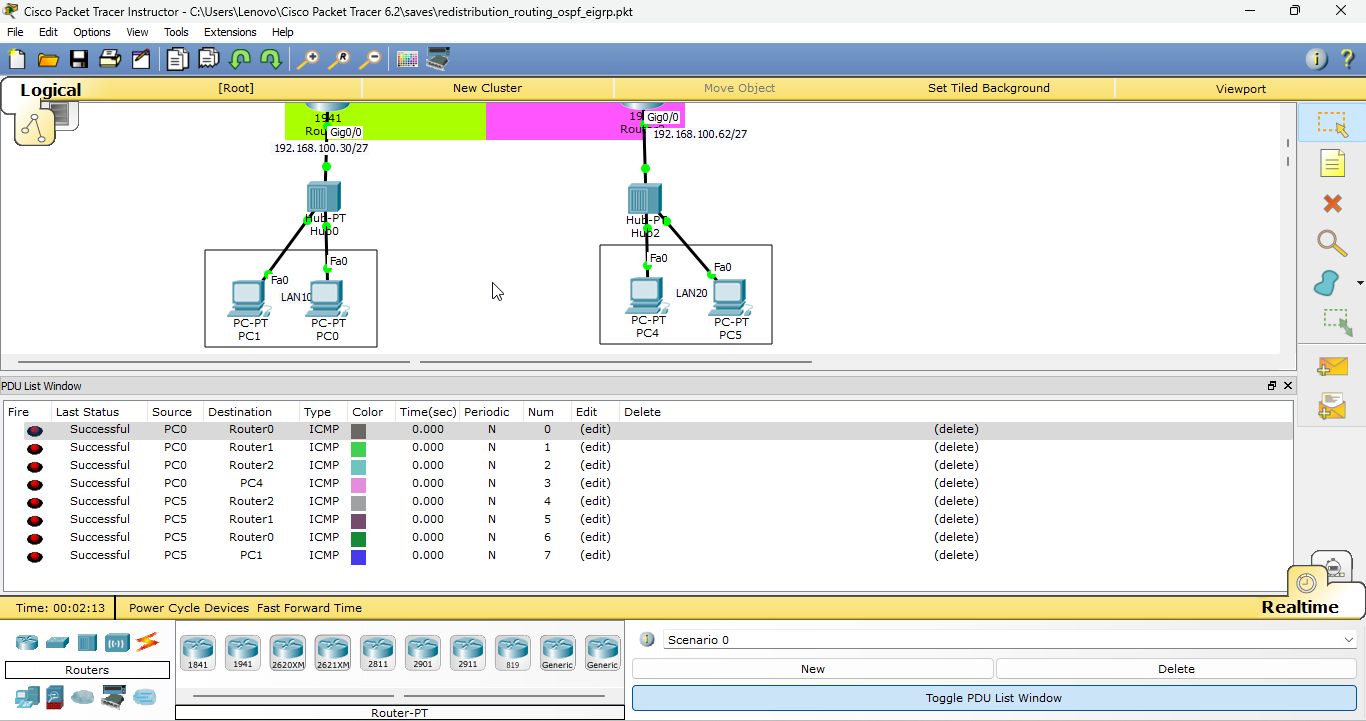 Cisco Packet Tracer Instructor - C:\Users\Lenovo\Cisco Packet Tracer 6.2\saves\redistribution_routing_ospf_eigrp.pkt
File Edit Options View Tools Extensions Help
Logical [Root] New Cluster Move Object Set Tiled Background Viewport
1941
Rou Gig0/0
192.168.100.30/27
19 Gig0/0
Rou
192.168.100.62/27
Hub-PT
Hub0
Hub-PT
Hub2
Fa0
Fa0
LAN10
PC-PT
PC1
PC-PT
PC0
Fa0
Fa0
LAN20
PC-PT
PC4
PC-PT
PC5
PDU List Window
Fire Last Status Source Destination Type Color Time(sec) Periodic Num Edit Delete
Successful PC0 Router0 ICMP 0.000 N 0 (edit) (delete)
Successful PC0 Router1 ICMP 0.000 N 1 (edit) (delete)
Successful PC0 Router2 ICMP 0.000 N 2 (edit) (delete)
Successful PC0 PC4 ICMP 0.000 N 3 (edit) (delete)
Successful PC5 Router2 ICMP 0.000 N 4 (edit) (delete)
Successful PC5 Router1 ICMP 0.000 N 5 (edit) (delete)
Successful PC5 Router0 ICMP 0.000 N 6 (edit) (delete)
Successful PC5 PC1 ICMP 0.000 N 7 (edit) (delete)
Time: 00:02:13 Power Cycle Devices Fast Forward Time Realtime
Routers
1841 1941 2620XM 2621XM 2811 2901 2911 819 Generic Generic
Router-PT
Scenario 0
New Delete
Toggle PDU List Window